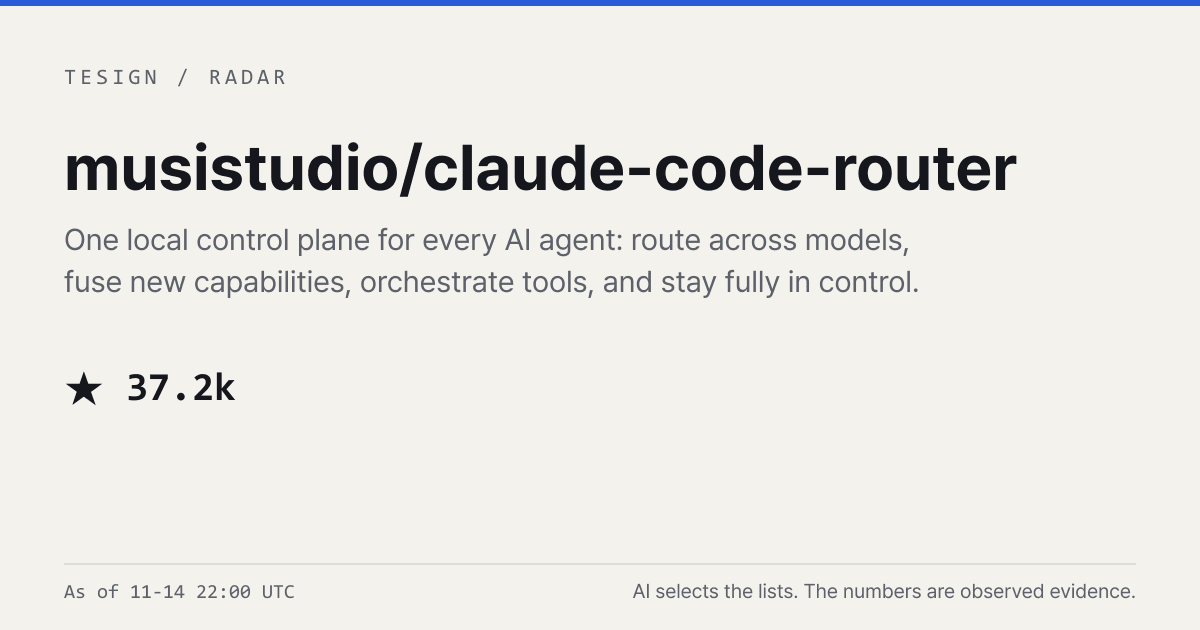 TESIGN / RADAR
musistudio/claude-code-router
One local control plane for every AI agent: route across models,
fuse new capabilities, orchestrate tools, and stay fully in control.
★ 37.2k
As of 11-14 22:00 UTC
AI selects the lists. The numbers are observed evidence.